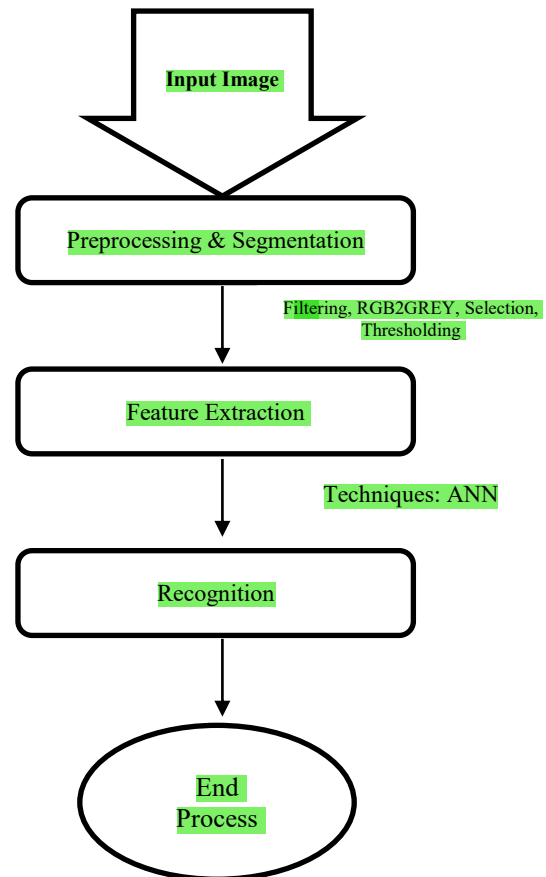 Input Image
Preprocessing & Segmentation
Filtering, RGB2GREY, Selection,
Thresholding
Feature Extraction
Techniques: ANN
Recognition
End
Process